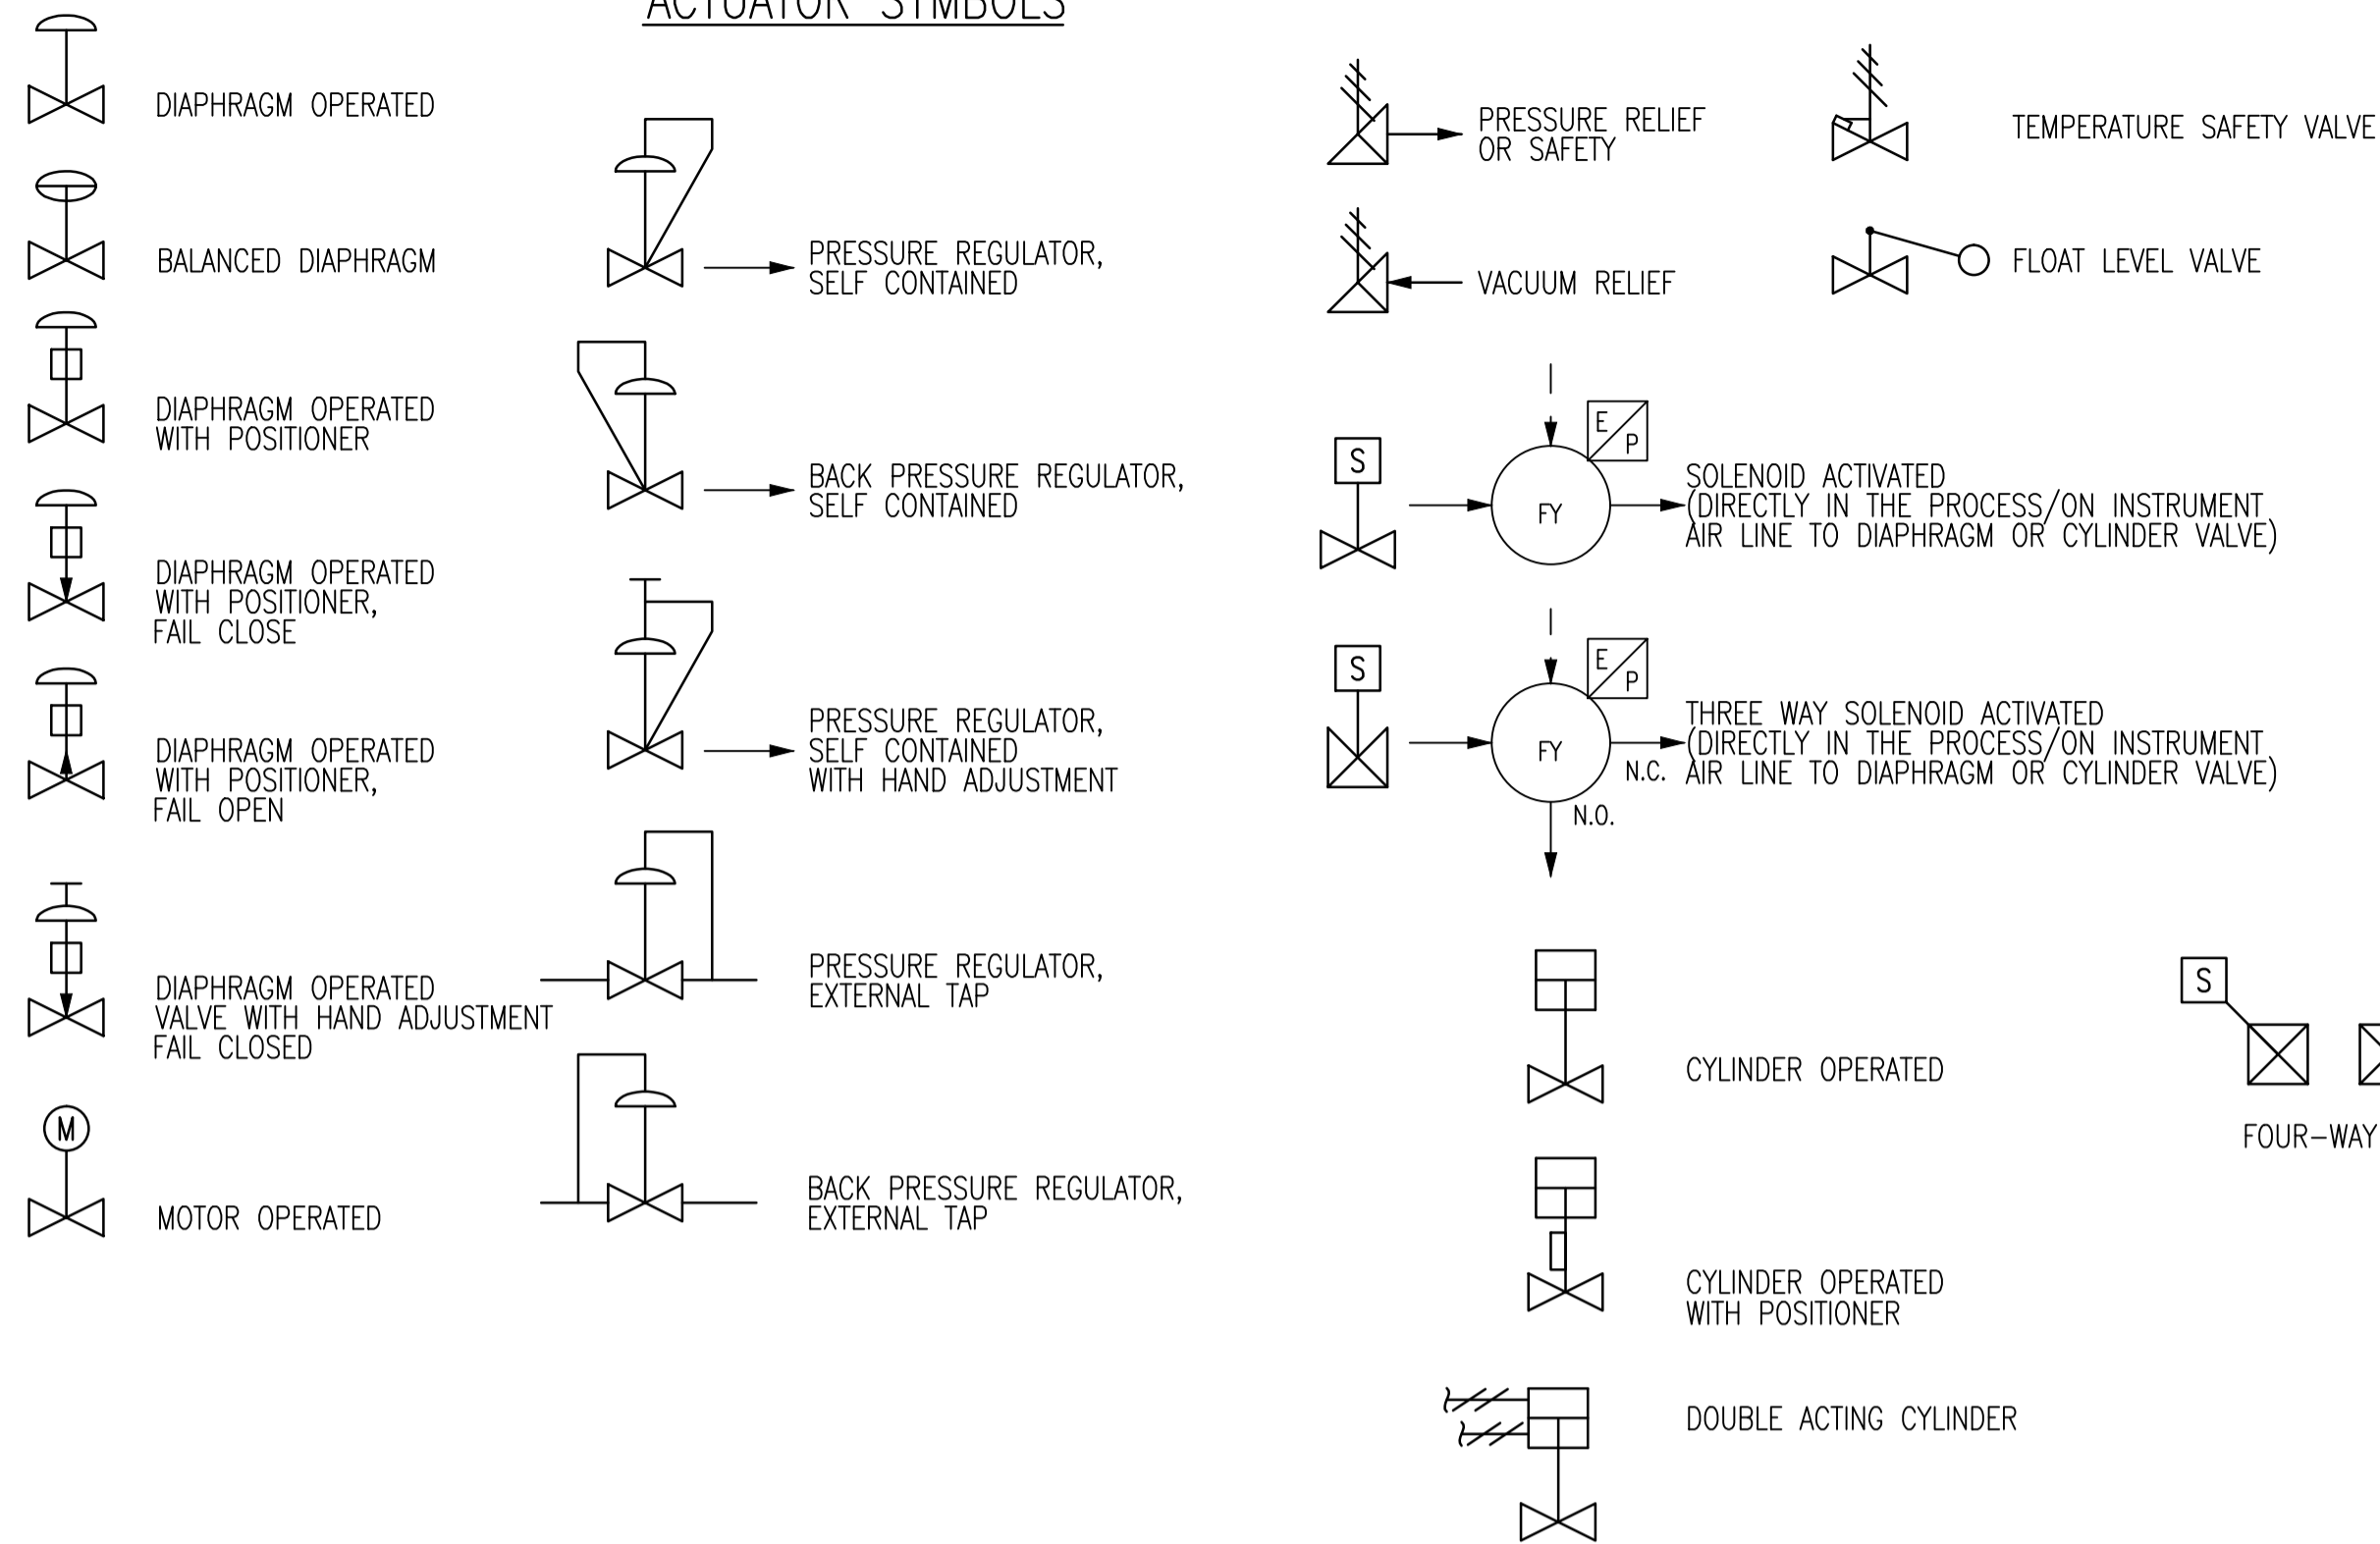 ACTUATOR SYMBOLS
DIAPHRAGM OPERATED
BALANCED DIAPHRAGM
DIAPHRAGM OPERATED
WITH POSITIONER
DIAPHRAGM OPERATED
WITH POSITIONER,
FAIL CLOSE
DIAPHRAGM OPERATED
WITH POSITIONER,
FAIL OPEN
DIAPHRAGM OPERATED
VALVE WITH HAND ADJUSTMENT
FAIL CLOSED
M
MOTOR OPERATED
PRESSURE REGULATOR,
SELF CONTAINED
BACK PRESSURE REGULATOR,
SELF CONTAINED
PRESSURE REGULATOR,
SELF CONTAINED
WITH HAND ADJUSTMENT
PRESSURE REGULATOR,
EXTERNAL TAP
BACK PRESSURE REGULATOR,
EXTERNAL TAP
PRESSURE RELIEF
OR SAFETY
TEMPERATURE SAFETY VALVE
VACUUM RELIEF
FLOAT LEVEL VALVE
S
E
P
FY
SOLENOID ACTIVATED
(DIRECTLY IN THE PROCESS/ON INSTRUMENT
AIR LINE TO DIAPHRAGM OR CYLINDER VALVE)
S
E
P
FY
N.C.
N.O.
THREE WAY SOLENOID ACTIVATED
(DIRECTLY IN THE PROCESS/ON INSTRUMENT
AIR LINE TO DIAPHRAGM OR CYLINDER VALVE)
CYLINDER OPERATED
S
FOUR-WAY
CYLINDER OPERATED
WITH POSITIONER
DOUBLE ACTING CYLINDER